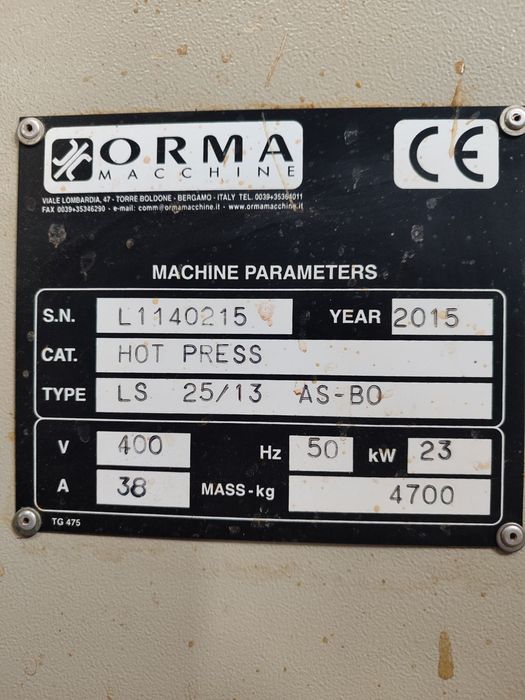 ORMA
MACCHINE
CE
VIALE LOMBARDIA, 47 - TORRE BOLDONE - BERGAMO - ITALY TEL. 0039+35364011
FAX 0039+35346290 - e-mail: comm@ormamacchine.it - www.ormamacchine.it
MACHINE PARAMETERS
S.N. L1140215 YEAR 2015
CAT. HOT PRESS
TYPE LS 25/13 AS-BO
V 400 Hz 50 kW 23
A 38 MASS-kg 4700
TG 475